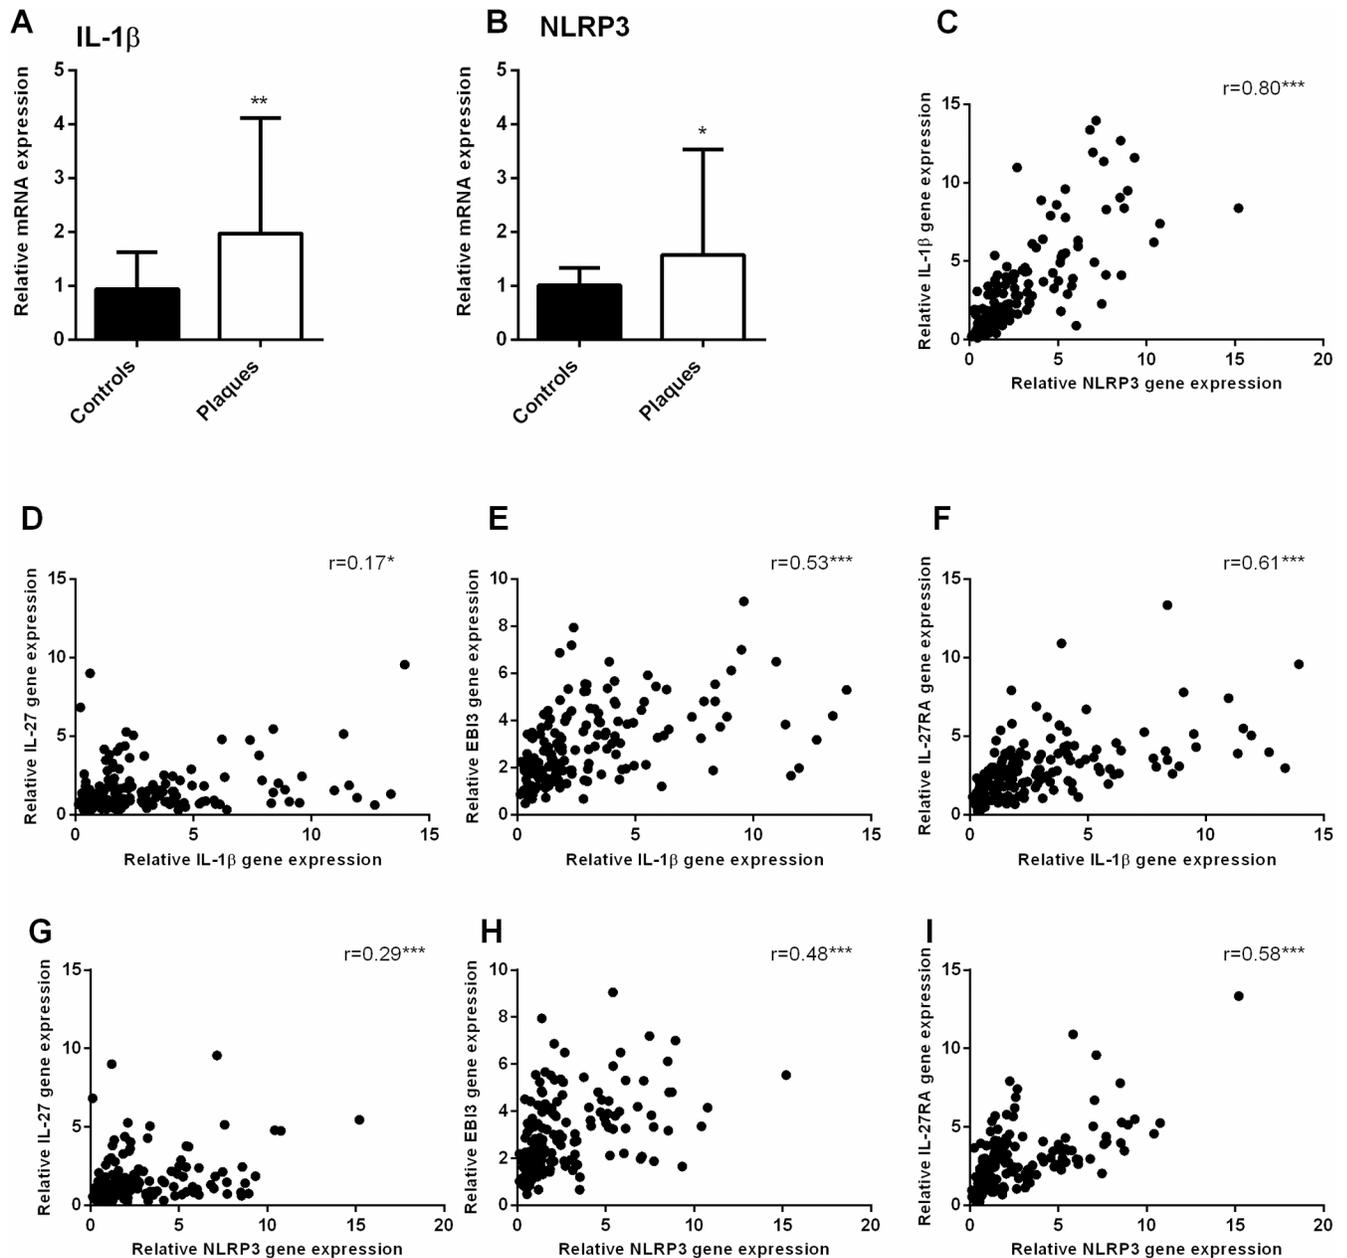 A
IL-1β
Relative mRNA expression
5
4
3
2
1
0
**
Controls
Plaques
B
NLRP3
Relative mRNA expression
5
4
3
2
1
0
*
Controls
Plaques
C
r=0.80***
Relative IL-1β gene expression
15
10
5
0
0 5 10 15 20
Relative NLRP3 gene expression
D
r=0.17*
Relative IL-27 gene expression
15
10
5
0
0 5 10 15
Relative IL-1β gene expression
E
r=0.53***
Relative EBI3 gene expression
10
8
6
4
2
0
0 5 10 15
Relative IL-1β gene expression
F
r=0.61***
Relative IL-27RA gene expression
15
10
5
0
0 5 10 15
Relative IL-1β gene expression
G
r=0.29***
Relative IL-27 gene expression
15
10
5
0
0 5 10 15 20
Relative NLRP3 gene expression
H
r=0.48***
Relative EBI3 gene expression
10
8
6
4
2
0
0 5 10 15 20
Relative NLRP3 gene expression
I
r=0.58***
Relative IL-27RA gene expression
15
10
5
0
0 5 10 15 20
Relative NLRP3 gene expression